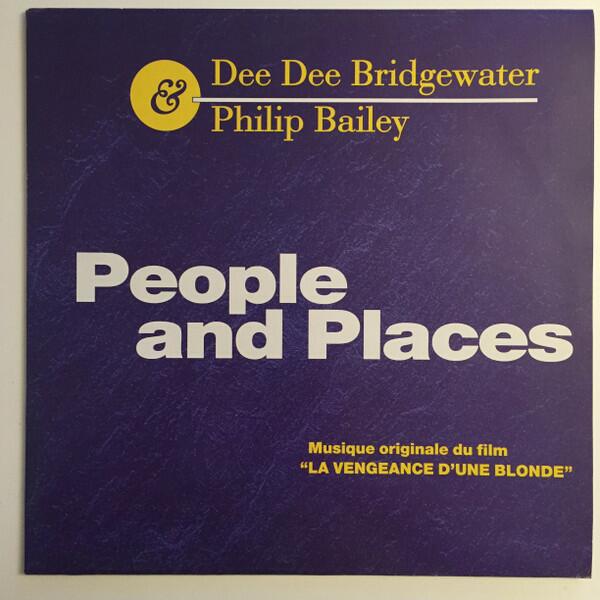 Dee Dee Bridgewater
&
Philip Bailey
People
and Places
Musique originale du film
“LA VENGEANCE D'UNE BLONDE”